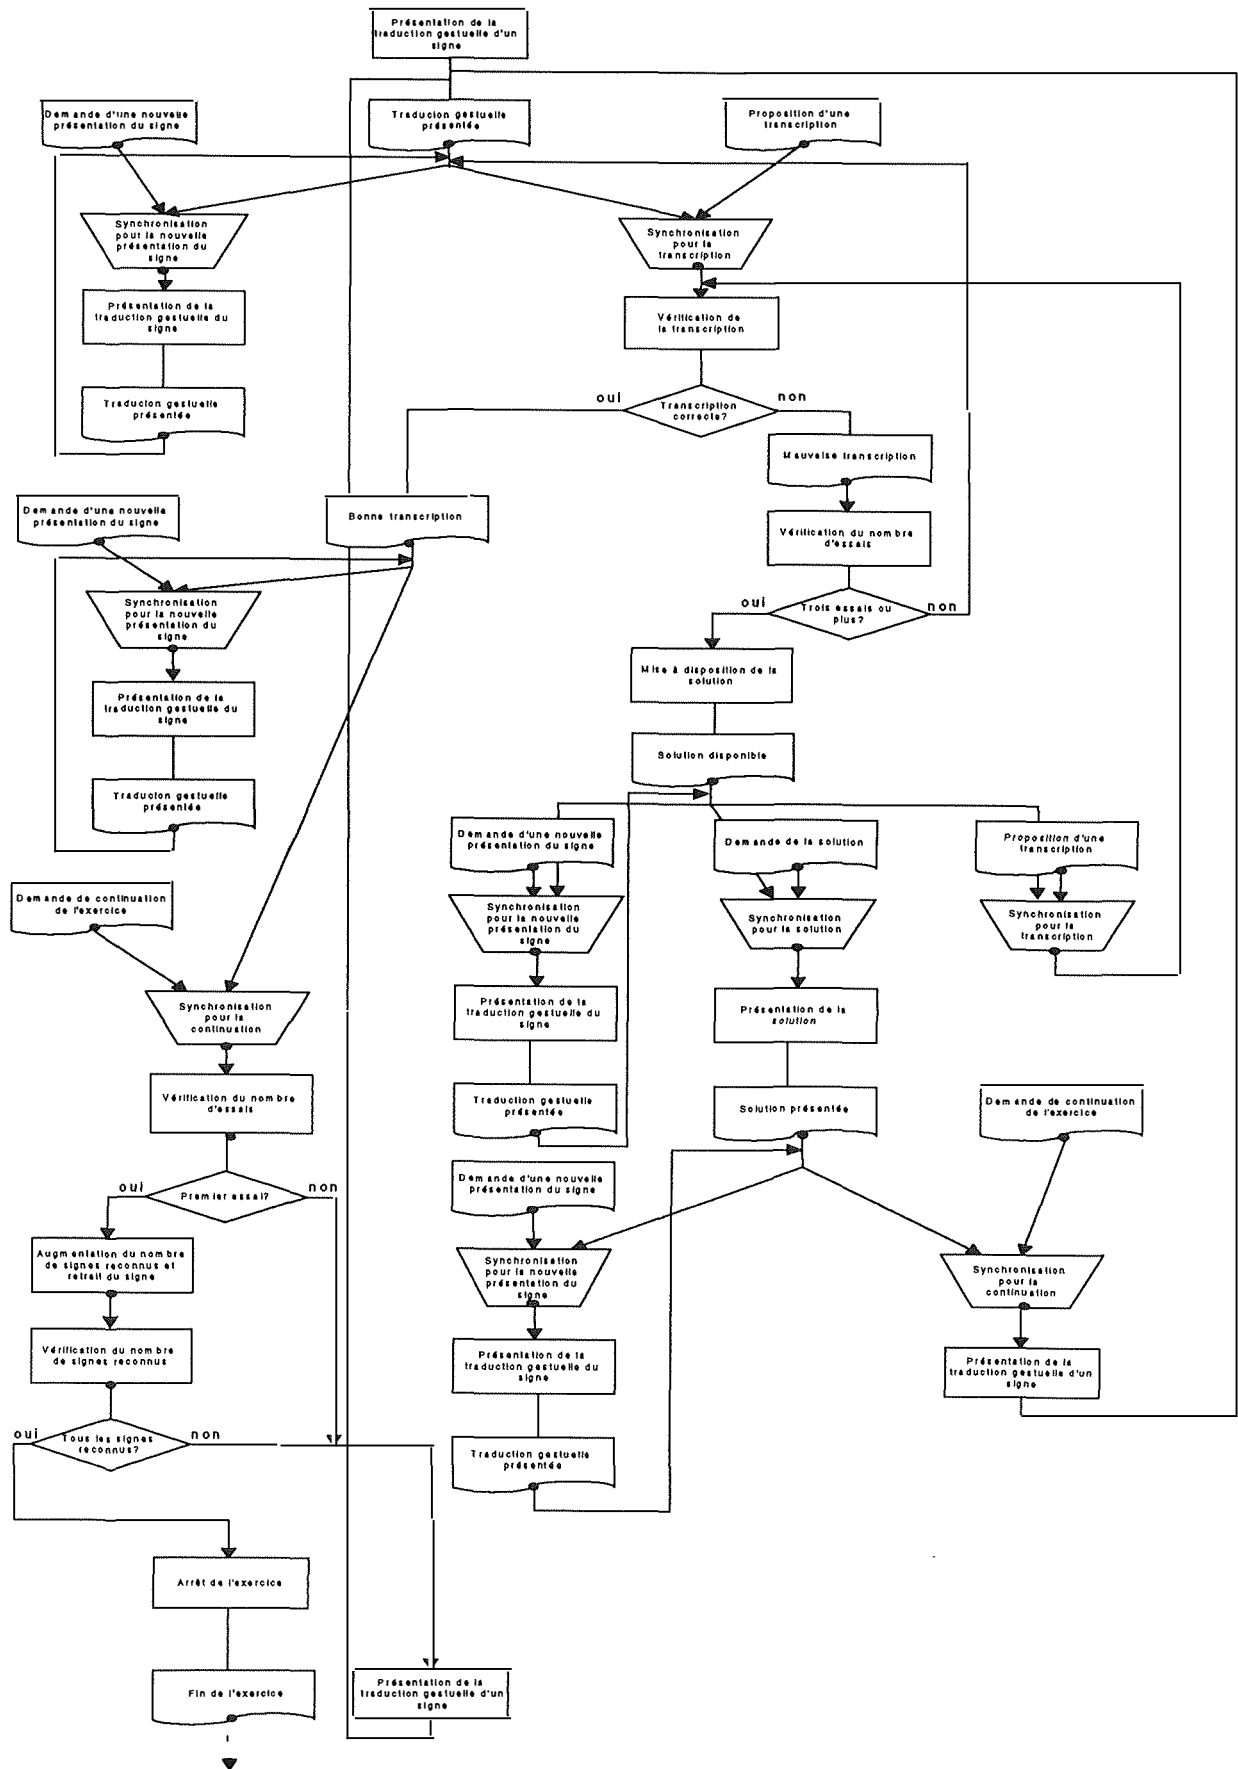 Présentation de la
traduction gestuelle d'un
signe
Demande d'une nouvelle
présentation du signe
Traducion gestuelle
présentée
Proposition d'une
transcription
Synchronisation
pour la nouvelle
présentation du
signe
Synchronisation
pour la
transcription
Présentation de la
traduction gestuelle du
signe
Vérification de
la transcription
Traducion gestuelle
présentée
oui
Transcription
correcte?
non
Mauvaise transcription
Demande d'une nouvelle
présentation du signe
Bonne transcription
Vérification du nombre
d'essais
Synchronisation
pour la nouvelle
présentation du
signe
oui
Trois essais ou
plus?
non
Mise à disposition de la
solution
Présentation de la
traduction gestuelle du
signe
Solution disponible
Traducion gestuelle
présentée
Demande d'une nouvelle
présentation du signe
Demande de la solution
Proposition d'une
transcription
Demande de continuation
de l'exercice
Synchronisation
pour la nouvelle
présentation du
signe
Synchronisation
pour la solution
Synchronisation
pour la
transcription
Synchronisation
pour la
continuation
Présentation de la
traduction gestuelle du
signe
Présentation de la
solution
Vérification du nombre
d'essais
Traduction gestuelle
présentée
Solution présentée
Demande de continuation
de l'exercice
oui
Premier essai?
non
Demande d'une nouvelle
présentation du signe
Augmentation du nombre
de signes reconnus et
retrait du signe
Synchronisation
pour la nouvelle
présentation du
signe
Synchronisation
pour la
continuation
Vérification du nombre
de signes reconnus
Présentation de la
traduction gestuelle du
signe
Présentation de la
traduction gestuelle d'un
signe
oui
Tous les signes
reconnus?
non
Traduction gestuelle
présentée
Arrêt de l'exercice
Fin de l'exercice
Présentation de la
traduction gestuelle d'un
signe